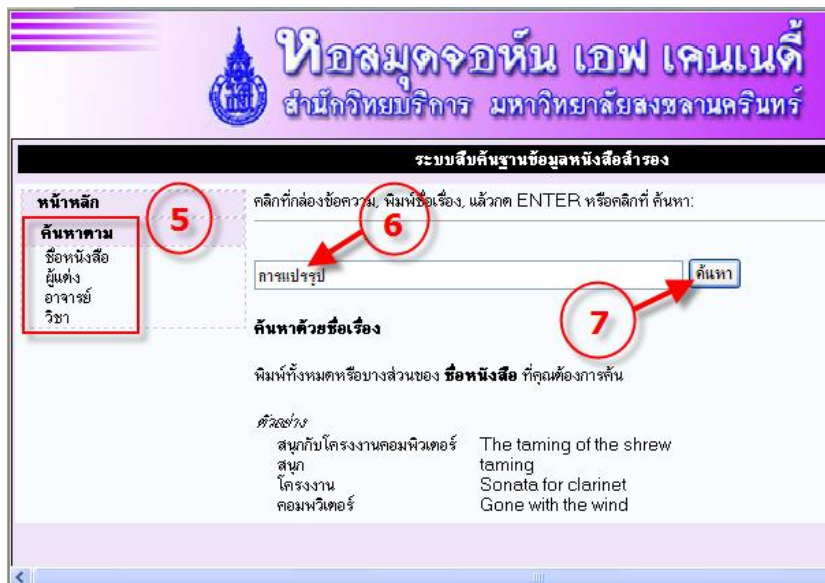 หอสมุดจอห์น เอฟ เคนเนดี้
สำนักวิทยบริการ มหาวิทยาลัยสงขลานครินทร์
ระบบสืบค้นฐานข้อมูลหนังสือสำรอง
หน้าหลัก
5
คลิกที่กล่องข้อความ, พิมพ์ชื่อเรื่อง, แล้วกด ENTER หรือคลิกที่ ค้นหา:
ค้นหาตาม
6
ชื่อหนังสือ
ผู้แต่ง
อาจารย์
วิชา
การแปรรูป
ค้นหา
7
ค้นหาด้วยชื่อเรื่อง
พิมพ์ทั้งหมดหรือบางส่วนของ ชื่อหนังสือ ที่คุณต้องการค้น
ตัวอย่าง
สนุกกับโครงงานคอมพิวเตอร์ The taming of the shrew
สนุก taming
โครงงาน Sonata for clarinet
คอมพวิเตอร์ Gone with the wind